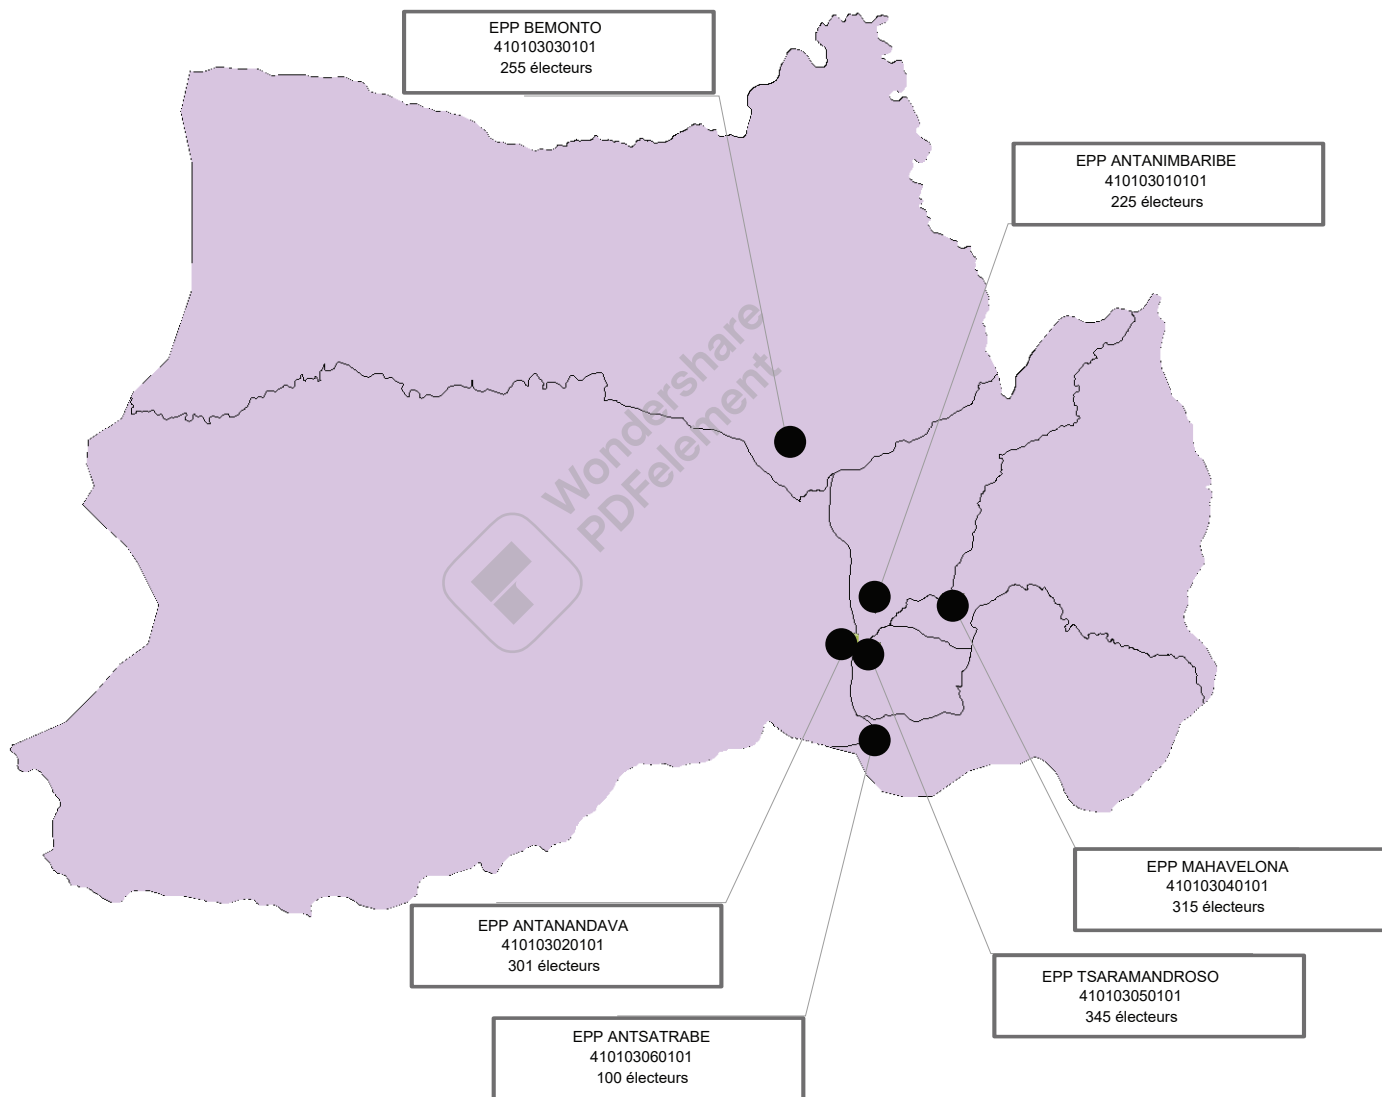 EPP BEMONTO
410103030101
255 électeurs
EPP ANTANIMBARIBE
410103010101
225 électeurs
Wondershare
PDFelement
EPP MAHAVELONA
410103040101
315 électeurs
EPP ANTANANDAVA
410103020101
301 électeurs
EPP TSARAMANDROSO
410103050101
345 électeurs
EPP ANTSATRABE
410103060101
100 électeurs